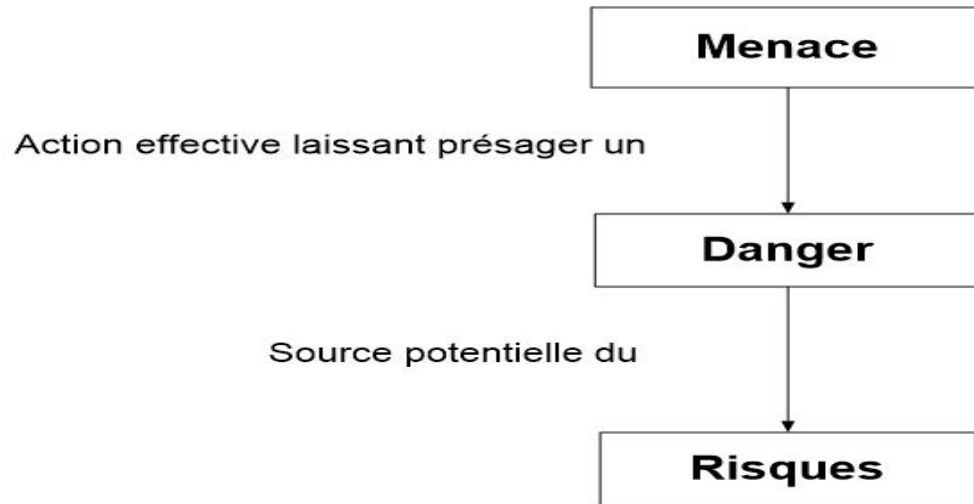 Menace
Action effective laissant présager un
Danger
Source potentielle du
Risques